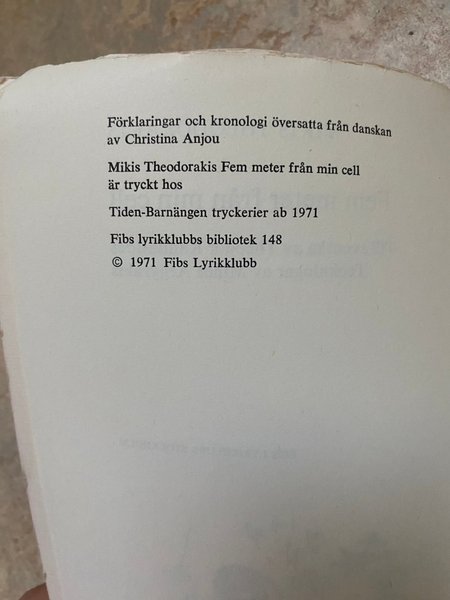 Förklaringar och kronologi översatta från danskan
av Christina Anjou
Mikis Theodorakis Fem meter från min cell
är tryckt hos
Tiden-Barnängen tryckerier ab 1971
Fibs lyrikklubbs bibliotek 148
© 1971 Fibs Lyrikklubb